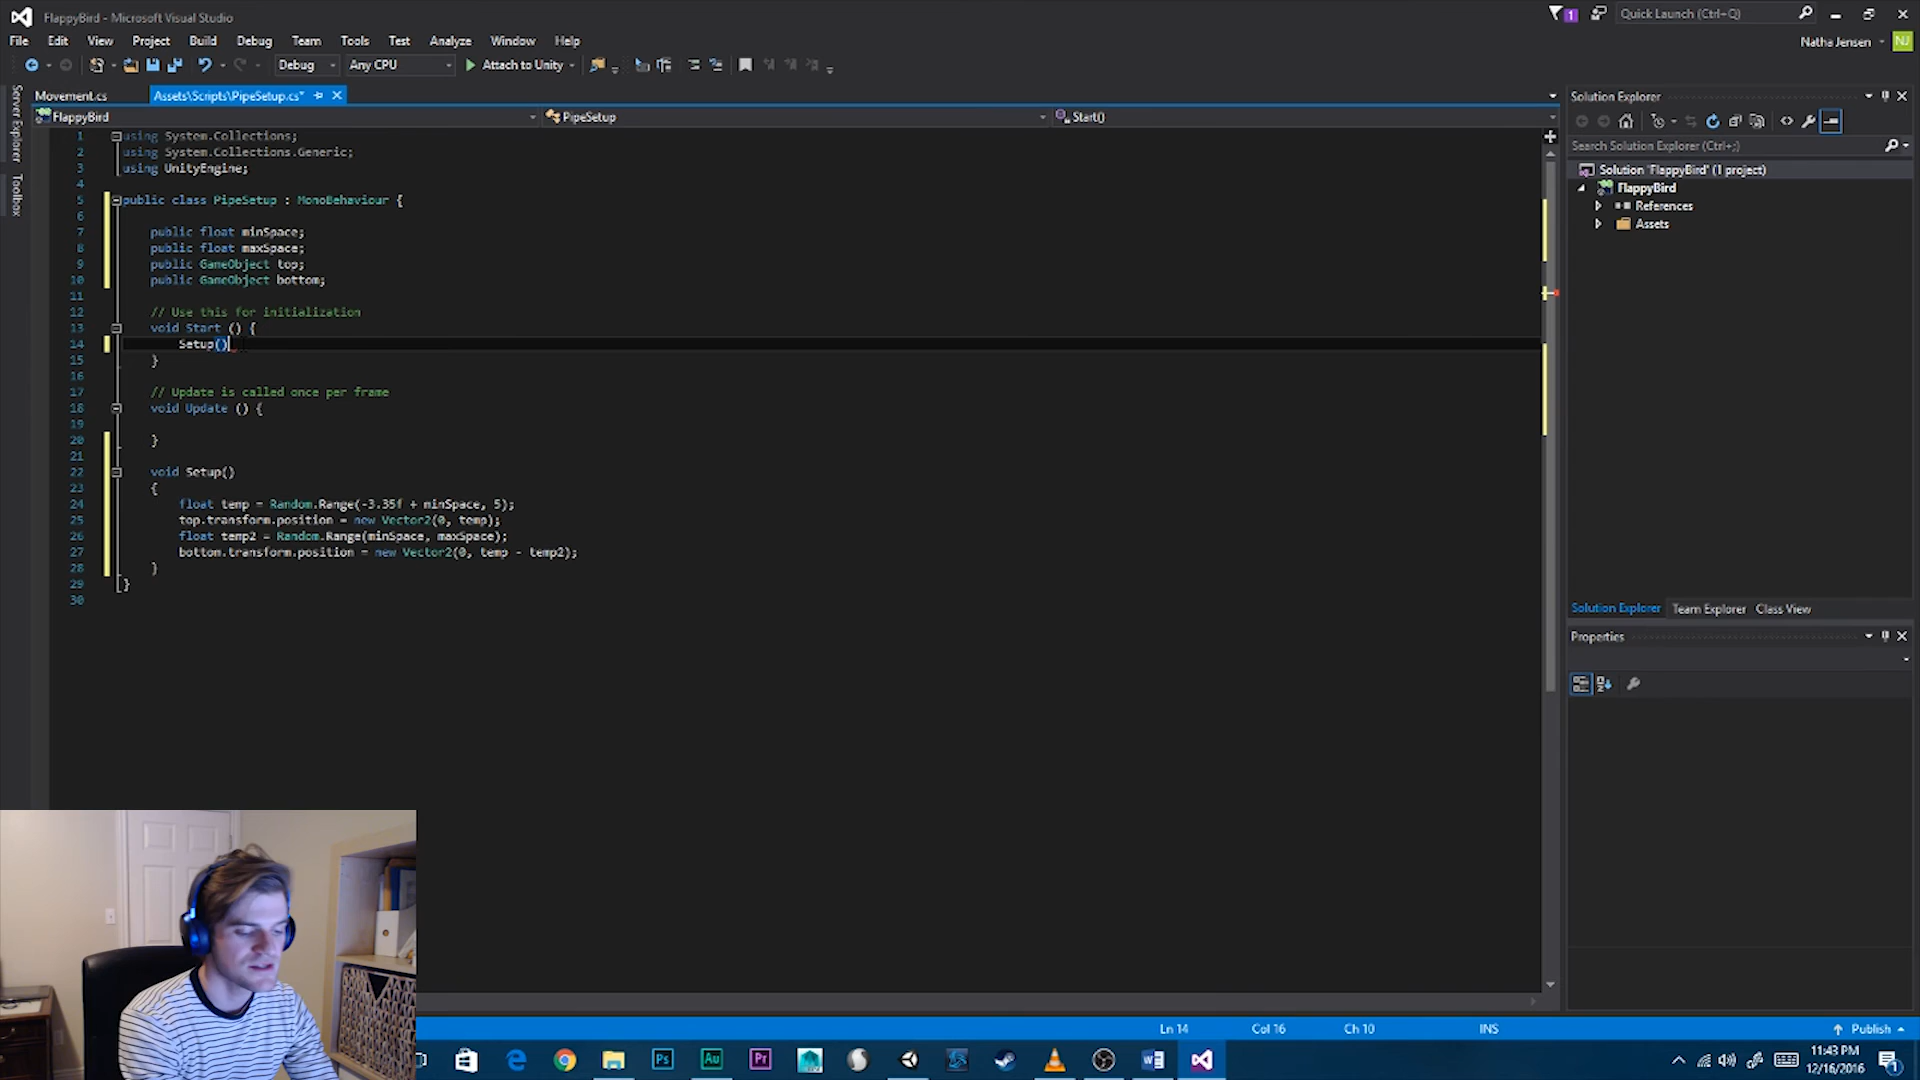 FlappyBird - Microsoft Visual Studio
1
Quick Launch (Ctrl+Q)
File Edit View Project Build Debug Team Tools Test Analyze Window Help
Natha Jensen
NJ
Debug
Any CPU
Attach to Unity
Server Explorer
Toolbox
Movement.cs
Assets\Scripts\PipeSetup.cs*
FlappyBird
PipeSetup
Start()
1 using System.Collections;
2 using System.Collections.Generic;
3 using UnityEngine;
4
5 public class PipeSetup : MonoBehaviour {
6
7 public float minSpace;
8 public float maxSpace;
9 public GameObject top;
10 public GameObject bottom;
11
12 // Use this for initialization
13 void Start () {
14 Setup()
15 }
16
17 // Update is called once per frame
18 void Update () {
19
20 }
21
22 void Setup()
23 {
24 float temp = Random.Range(-3.35f + minSpace, 5);
25 top.transform.position = new Vector2(0, temp);
26 float temp2 = Random.Range(minSpace, maxSpace);
27 bottom.transform.position = new Vector2(0, temp - temp2);
28 }
29 }
30
Solution Explorer
Search Solution Explorer (Ctrl+;)
Solution 'FlappyBird' (1 project)
FlappyBird
References
Assets
Solution Explorer Team Explorer Class View
Properties
Ln 14 Col 16 Ch 10 INS
Publish
Ps Au Pr
11:43 PM
12/16/2016
1